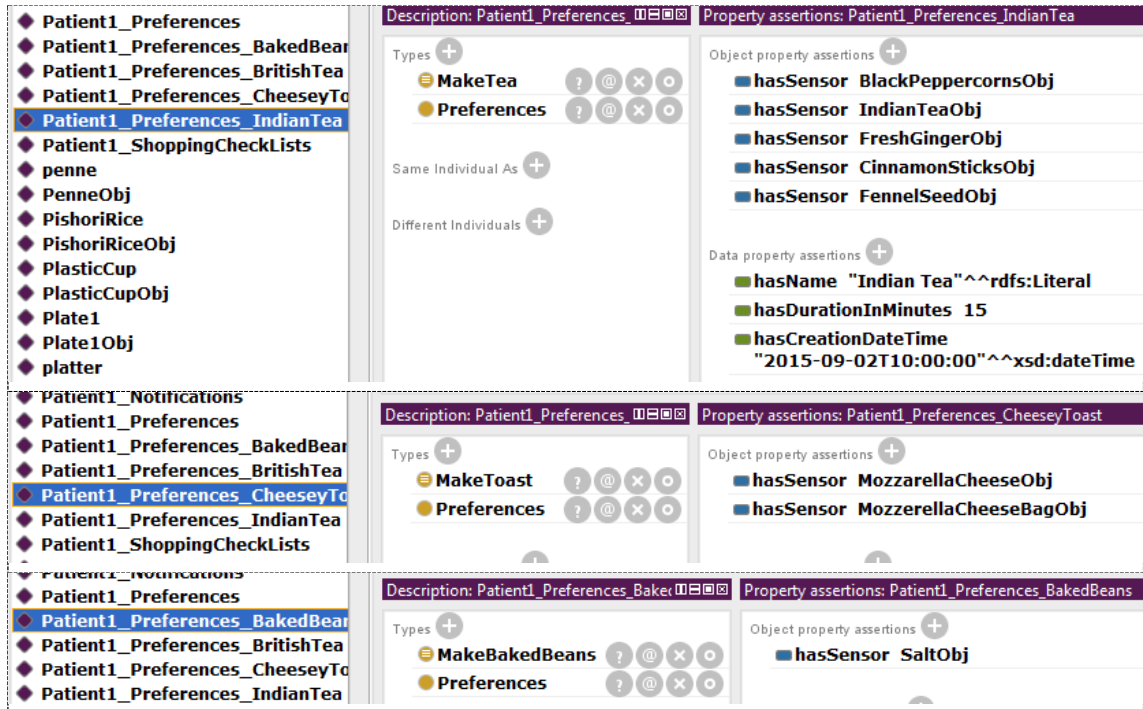 Patient1_Preferences
Patient1_Preferences_BakedBear
Patient1_Preferences_BritishTea
Patient1_Preferences_CheeseyTo
Patient1_Preferences_IndianTea
Patient1_ShoppingCheckLists
penne
PenneObj
PishoriRice
PishoriRiceObj
PlasticCup
PlasticCupObj
Plate1
Plate1Obj
platter
Description: Patient1_Preferences_
Types
MakeTea
Preferences
Same Individual As
Different Individuals
Property assertions: Patient1_Preferences_IndianTea
Object property assertions
hasSensor BlackPeppercornsObj
hasSensor IndianTeaObj
hasSensor FreshGingerObj
hasSensor CinnamonSticksObj
hasSensor FennelSeedObj
Data property assertions
hasName "Indian Tea"^^rdfs:Literal
hasDurationInMinutes 15
hasCreationDateTime
"2015-09-02T10:00:00"^^xsd:dateTime
Patient1_Notifications
Patient1_Preferences
Patient1_Preferences_BakedBean
Patient1_Preferences_BritishTea
Patient1_Preferences_CheeseyTo
Patient1_Preferences_IndianTea
Patient1_ShoppingCheckLists
Description: Patient1_Preferences_
Types
MakeToast
Preferences
Property assertions: Patient1_Preferences_CheeseyToast
Object property assertions
hasSensor MozzarellaCheeseObj
hasSensor MozzerellaCheeseBagObj
Patient1_Notifications
Patient1_Preferences
Patient1_Preferences_BakedBear
Patient1_Preferences_BritishTea
Patient1_Preferences_CheeseyTo
Patient1_Preferences_IndianTea
Description: Patient1_Preferences_Baked
Types
MakeBakedBeans
Preferences
Property assertions: Patient1_Preferences_BakedBeans
Object property assertions
hasSensor SaltObj